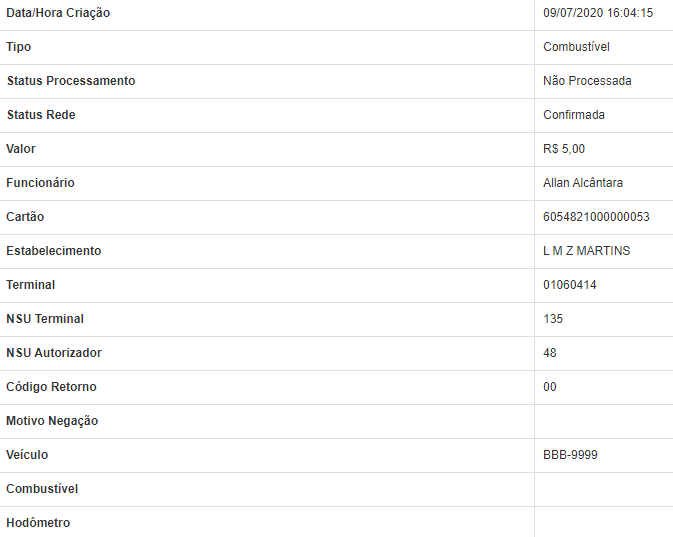 Data/Hora Criação 09/07/2020 16:04:15
Tipo Combustível
Status Processamento Não Processada
Status Rede Confirmada
Valor R$ 5,00
Funcionário Allan Alcântara
Cartão 6054821000000053
Estabelecimento L M Z MARTINS
Terminal 01060414
NSU Terminal 135
NSU Autorizador 48
Código Retorno 00
Motivo Negação
Veículo BBB-9999
Combustível
Hodômetro